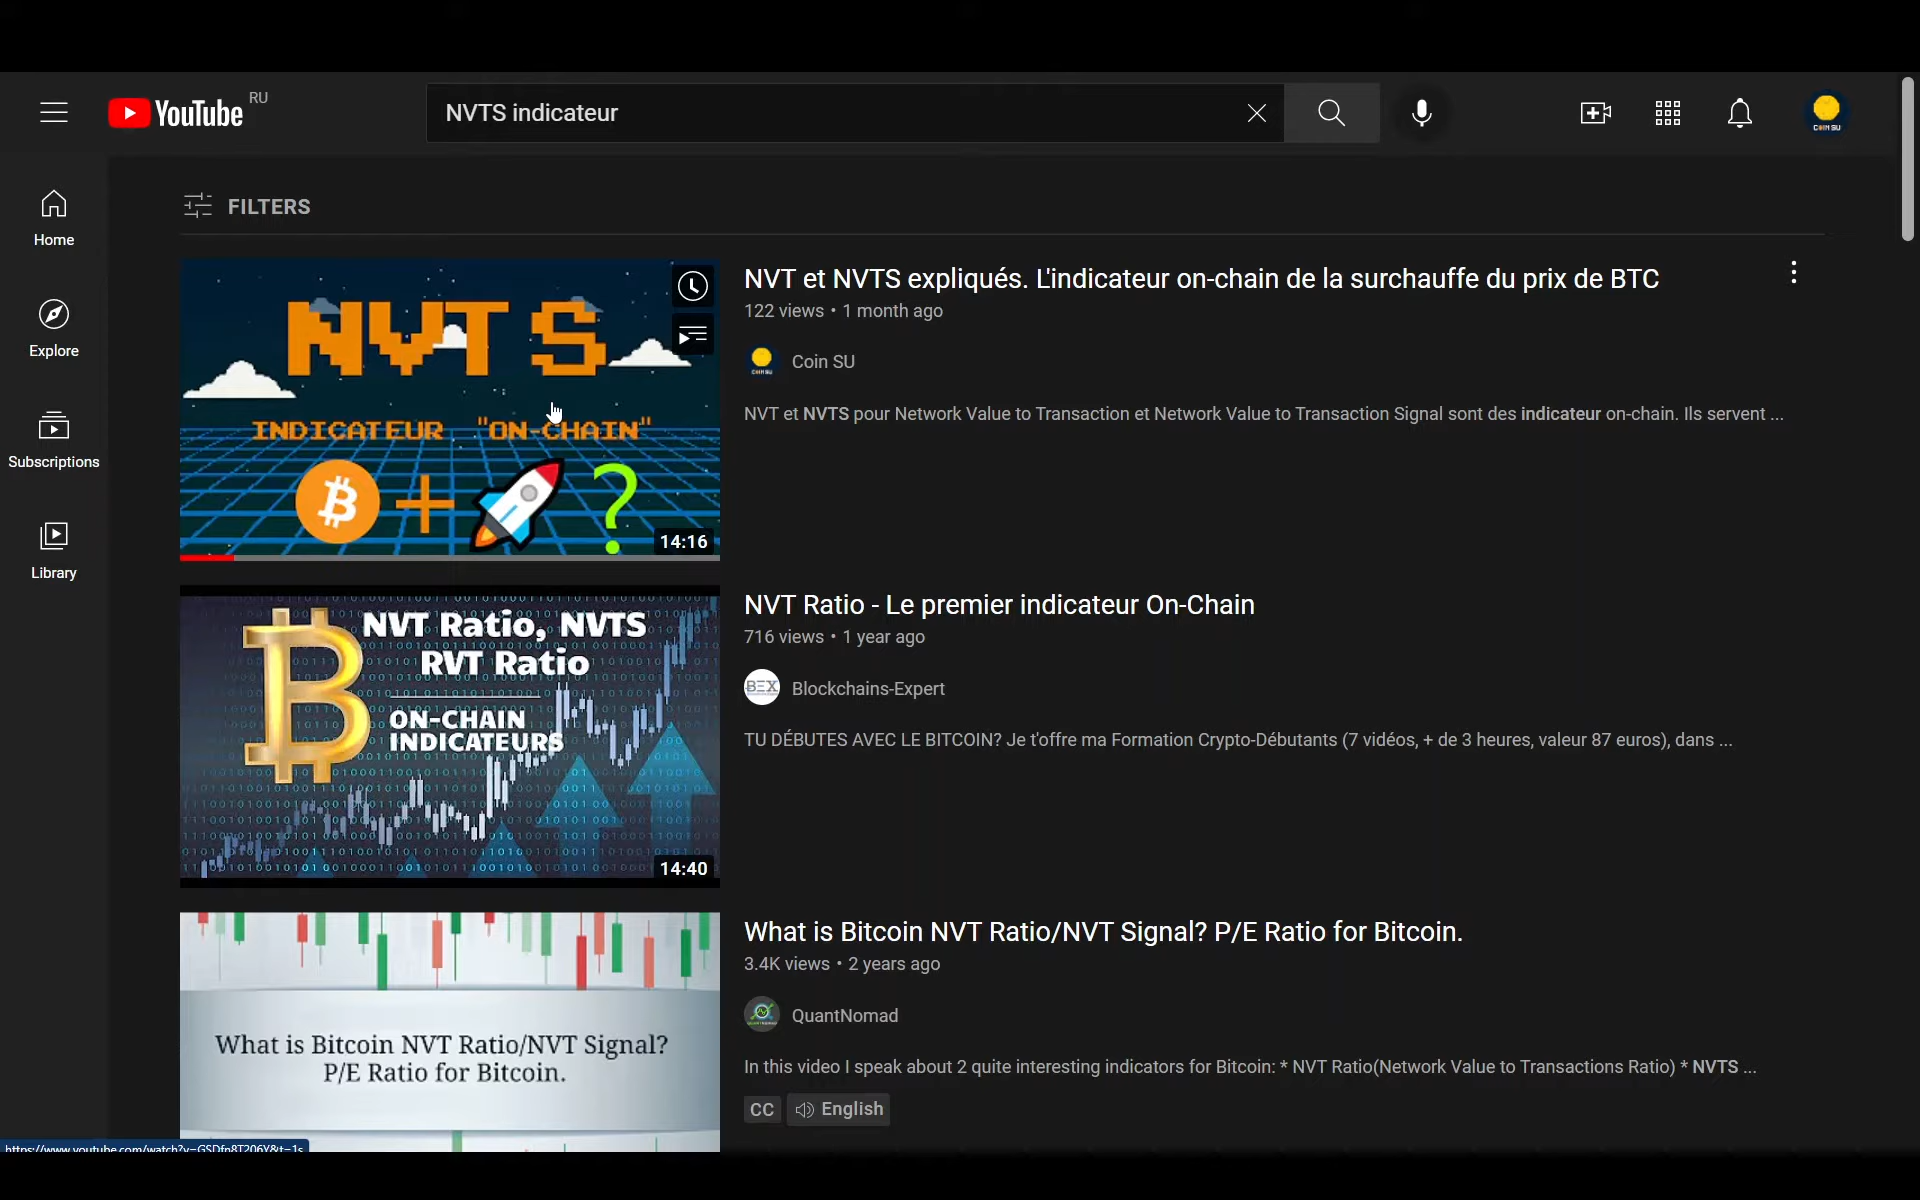 YouTube RU
NVTS indicateur
Home
Explore
Subscriptions
Library
FILTERS
NVT S
INDICATEUR "ON-CHAIN"
14:16
NVT et NVTS expliqués. L'indicateur on-chain de la surchauffe du prix de BTC
122 views • 1 month ago
Coin SU
NVT et NVTS pour Network Value to Transaction et Network Value to Transaction Signal sont des indicateur on-chain. Ils servent ...
NVT Ratio, NVTS
RVT Ratio
ON-CHAIN
INDICATEURS
14:40
NVT Ratio - Le premier indicateur On-Chain
716 views • 1 year ago
BEX
Blockchains-Expert
TU DÉBUTES AVEC LE BITCOIN? Je t'offre ma Formation Crypto-Débutants (7 vidéos, + de 3 heures, valeur 87 euros), dans ...
What is Bitcoin NVT Ratio/NVT Signal?
P/E Ratio for Bitcoin.
What is Bitcoin NVT Ratio/NVT Signal? P/E Ratio for Bitcoin.
3.4K views • 2 years ago
QuantNomad
In this video I speak about 2 quite interesting indicators for Bitcoin: * NVT Ratio(Network Value to Transactions Ratio) * NVTS ...
CC English